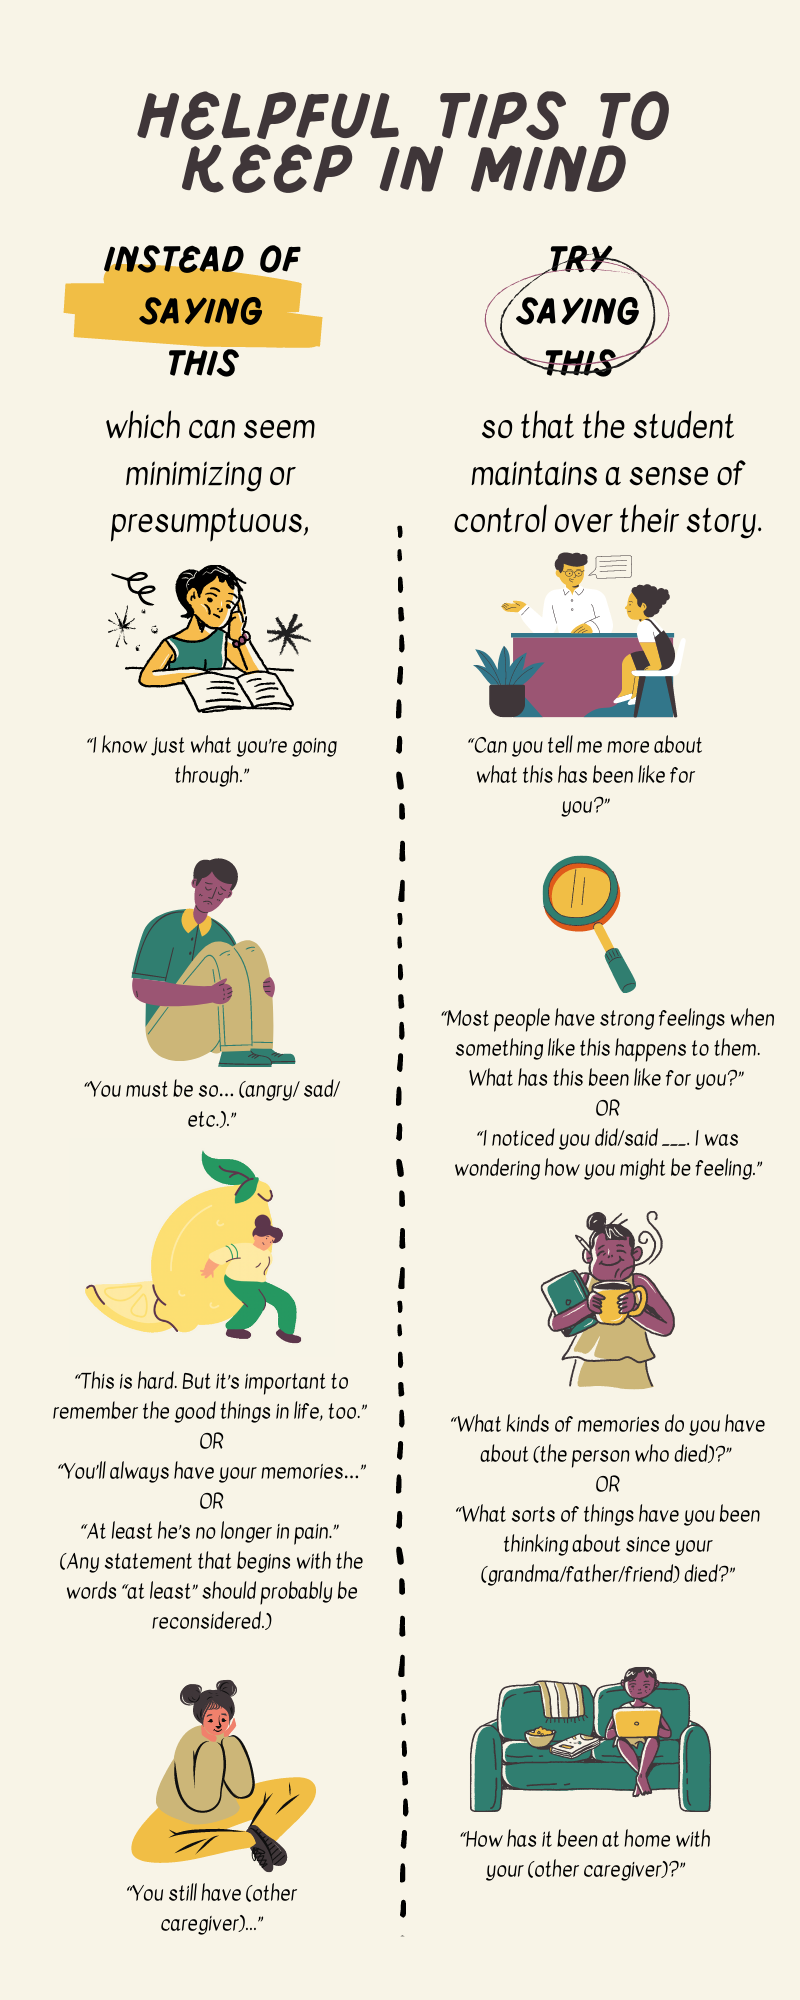 HELPFUL TIPS TO
KEEP IN MIND
INSTEAD OF
SAYING
THIS
which can seem
minimizing or
presumptuous,
TRY
SAYING
THIS
so that the student
maintains a sense of
control over their story.
“I know just what you’re going
through.”
“Can you tell me more about
what this has been like for
you?”
“You must be so... (angry/ sad/
etc.).”
“Most people have strong feelings when
something like this happens to them.
What has this been like for you?”
OR
“I noticed you did/said ___. I was
wondering how you might be feeling.”
“This is hard. But it’s important to
remember the good things in life, too.”
OR
“You’ll always have your memories...”
OR
“At least he’s no longer in pain.”
(Any statement that begins with the
words “at least” should probably be
reconsidered.)
“What kinds of memories do you have
about (the person who died)?”
OR
“What sorts of things have you been
thinking about since your
(grandma/father/friend) died?”
“You still have (other
caregiver)...”
“How has it been at home with
your (other caregiver)?”